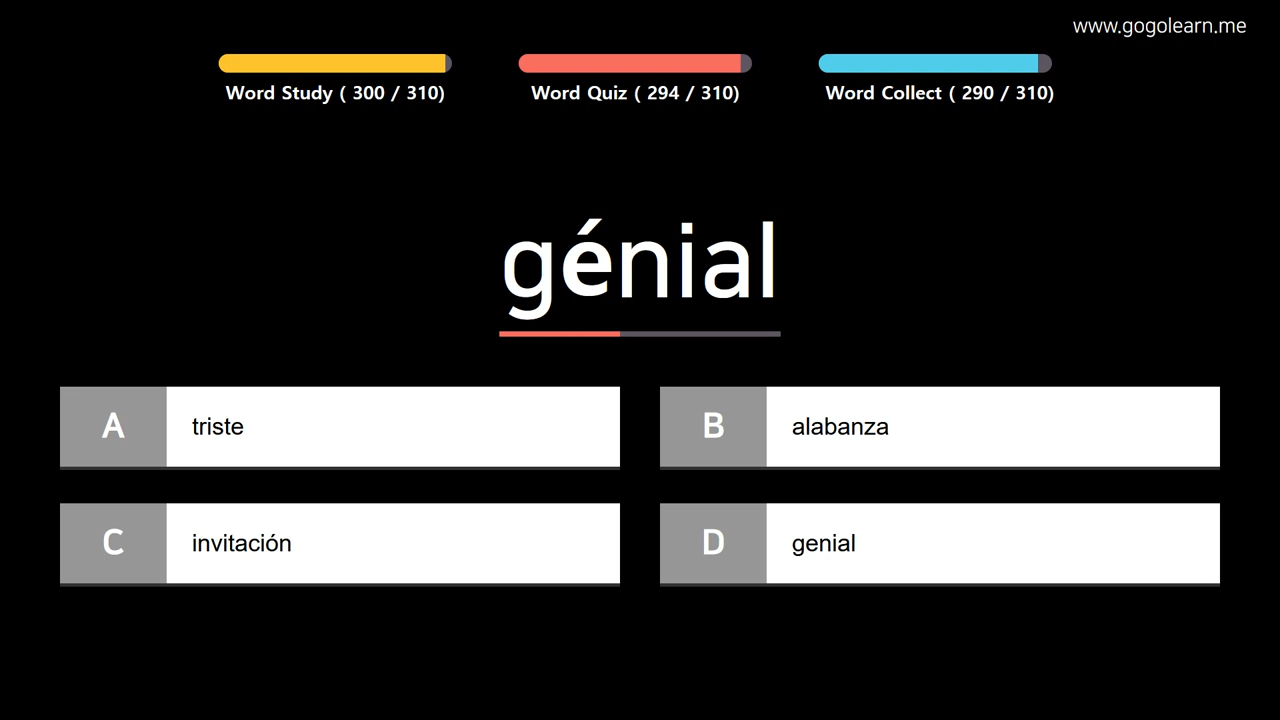 www.gogolearn.me
Word Study ( 300 / 310)
Word Quiz ( 294 / 310)
Word Collect ( 290 / 310)
génial
A triste
B alabanza
C invitación
D genial